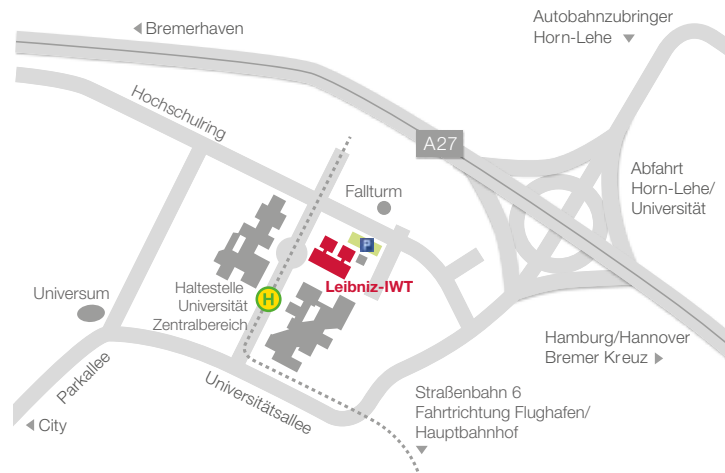 Autobahnzubringer
Horn-Lehe
Bremerhaven
Hochschulring
A27
Abfahrt
Horn-Lehe/
Universität
Fallturm
P
Leibniz-IWT
Haltestelle
Universität
Zentralbereich
H
Universum
Hamburg/Hannover
Bremer Kreuz
Parkallee
Universitätsallee
Straßenbahn 6
Fahrtrichtung Flughafen/
Hauptbahnhof
City